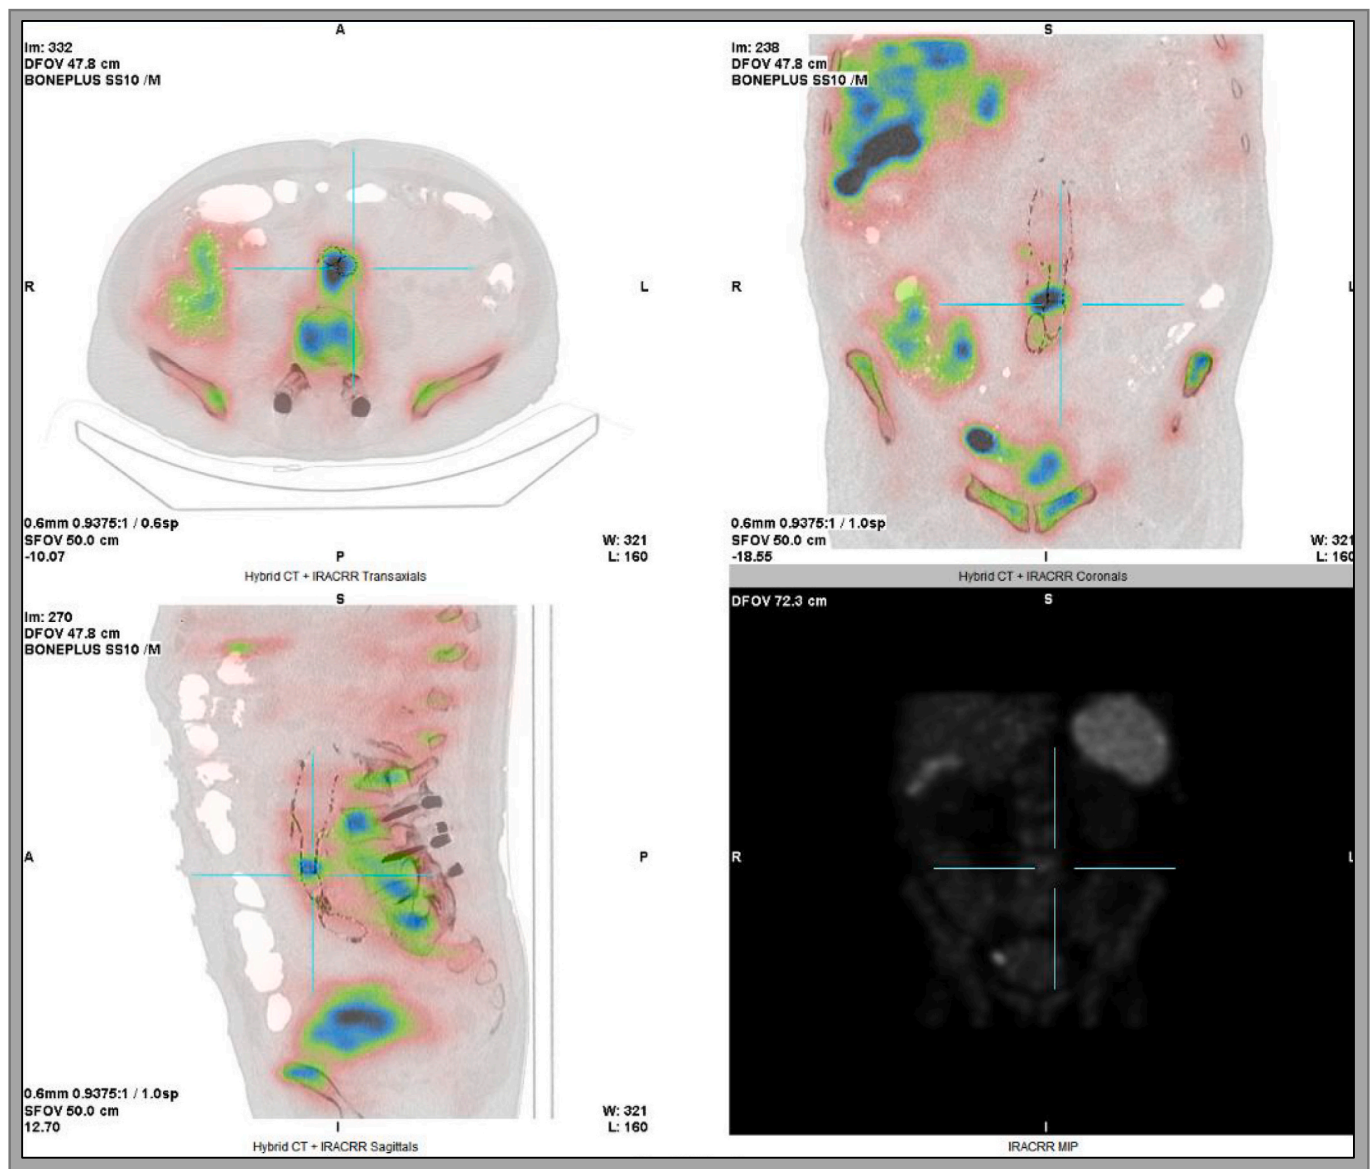 A
Im: 332
DFOV 47.8 cm
BONEPLUS SS10 /M
R
L
0.6mm 0.9375:1 / 0.6sp
SFOV 50.0 cm
-10.07
P
W: 321
L: 160
Hybrid CT + IRACRR Transaxials
S
Im: 238
DFOV 47.8 cm
BONEPLUS SS10 /M
R
L
0.6mm 0.9375:1 / 1.0sp
SFOV 50.0 cm
-18.55
I
W: 321
L: 160
Hybrid CT + IRACRR Coronals
S
Im: 270
DFOV 47.8 cm
BONEPLUS SS10 /M
A
P
0.6mm 0.9375:1 / 1.0sp
SFOV 50.0 cm
12.70
I
W: 321
L: 160
Hybrid CT + IRACRR Sagittals
DFOV 72.3 cm
S
R
L
I
IRACRR MIP